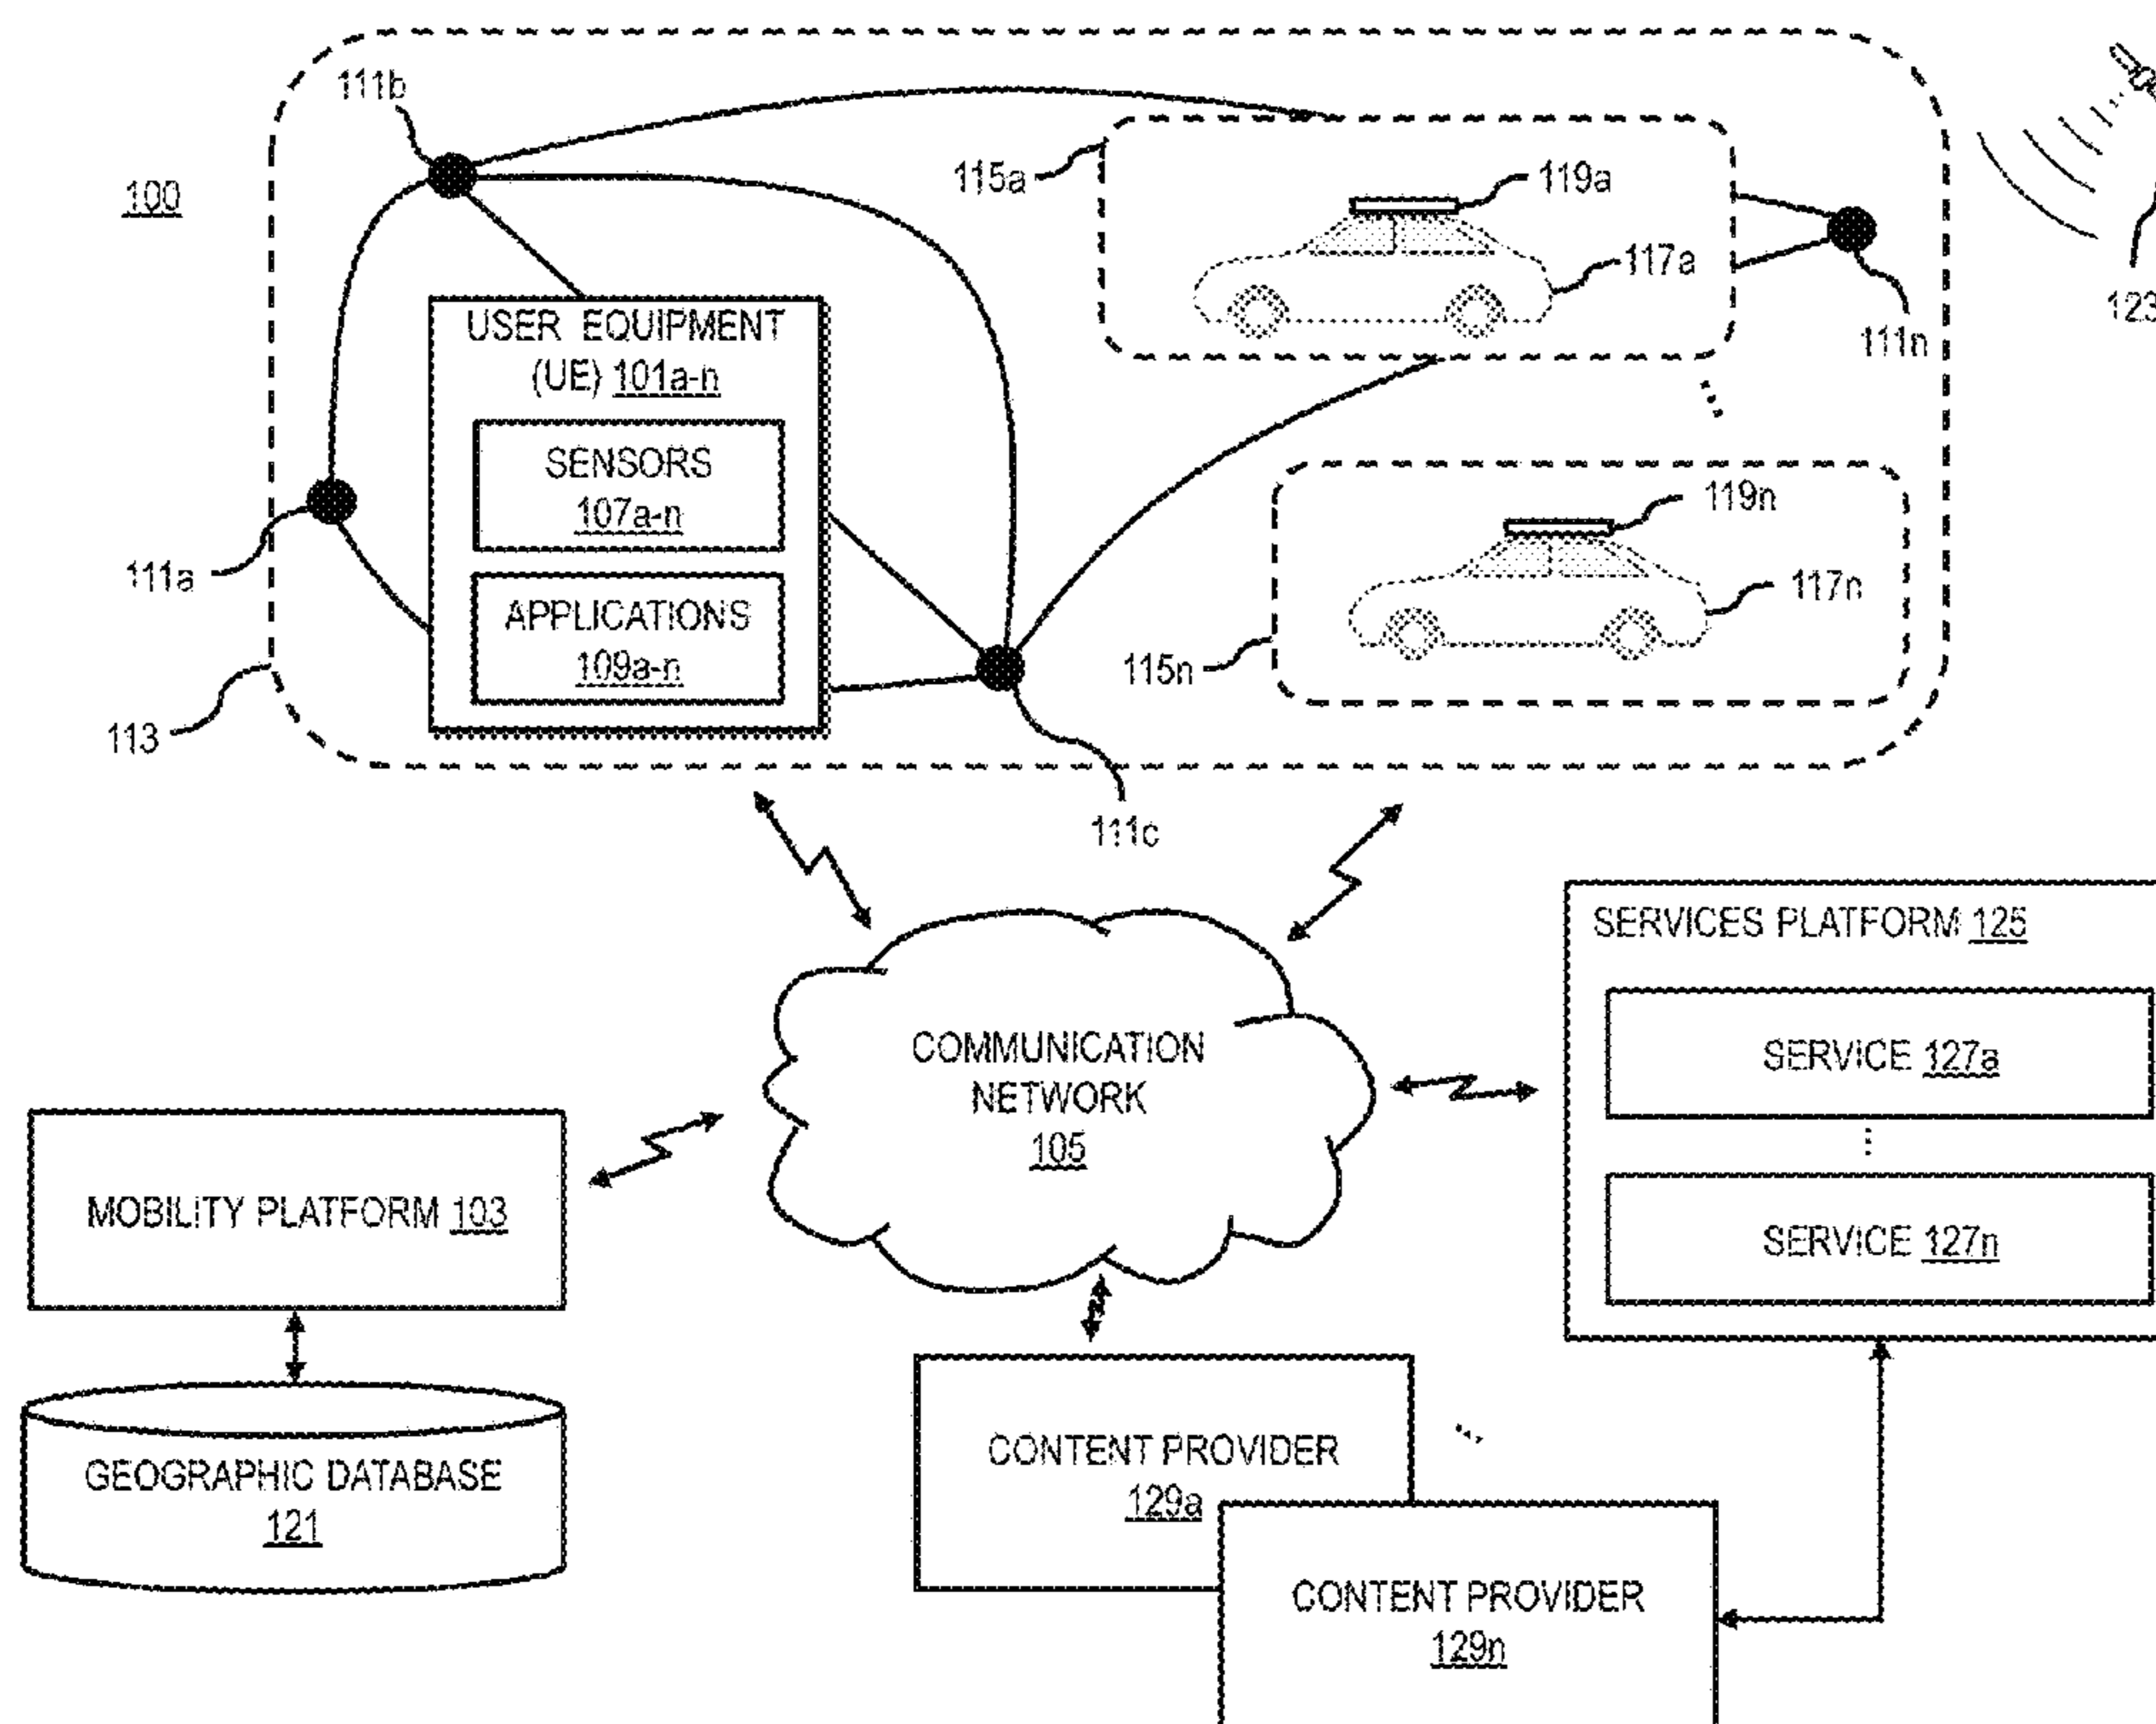 111b
100
115a
119a
117a
111n
123
USER EQUIPMENT
(UE) 101a-n
SENSORS
107a-n
APPLICATIONS
109a-n
111a
113
119n
117n
115n
111c
COMMUNICATION
NETWORK
105
SERVICES PLATFORM 125
SERVICE 127a
SERVICE 127n
MOBILITY PLATFORM 103
GEOGRAPHIC DATABASE
121
CONTENT PROVIDER
129a
CONTENT PROVIDER
129n